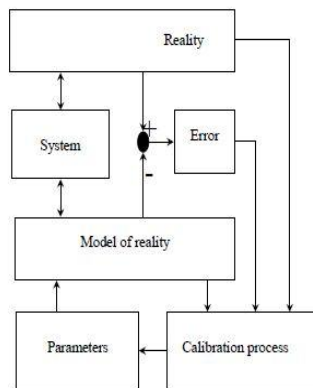 Reality
+
System
Error
-
Model of reality
Parameters
Calibration process